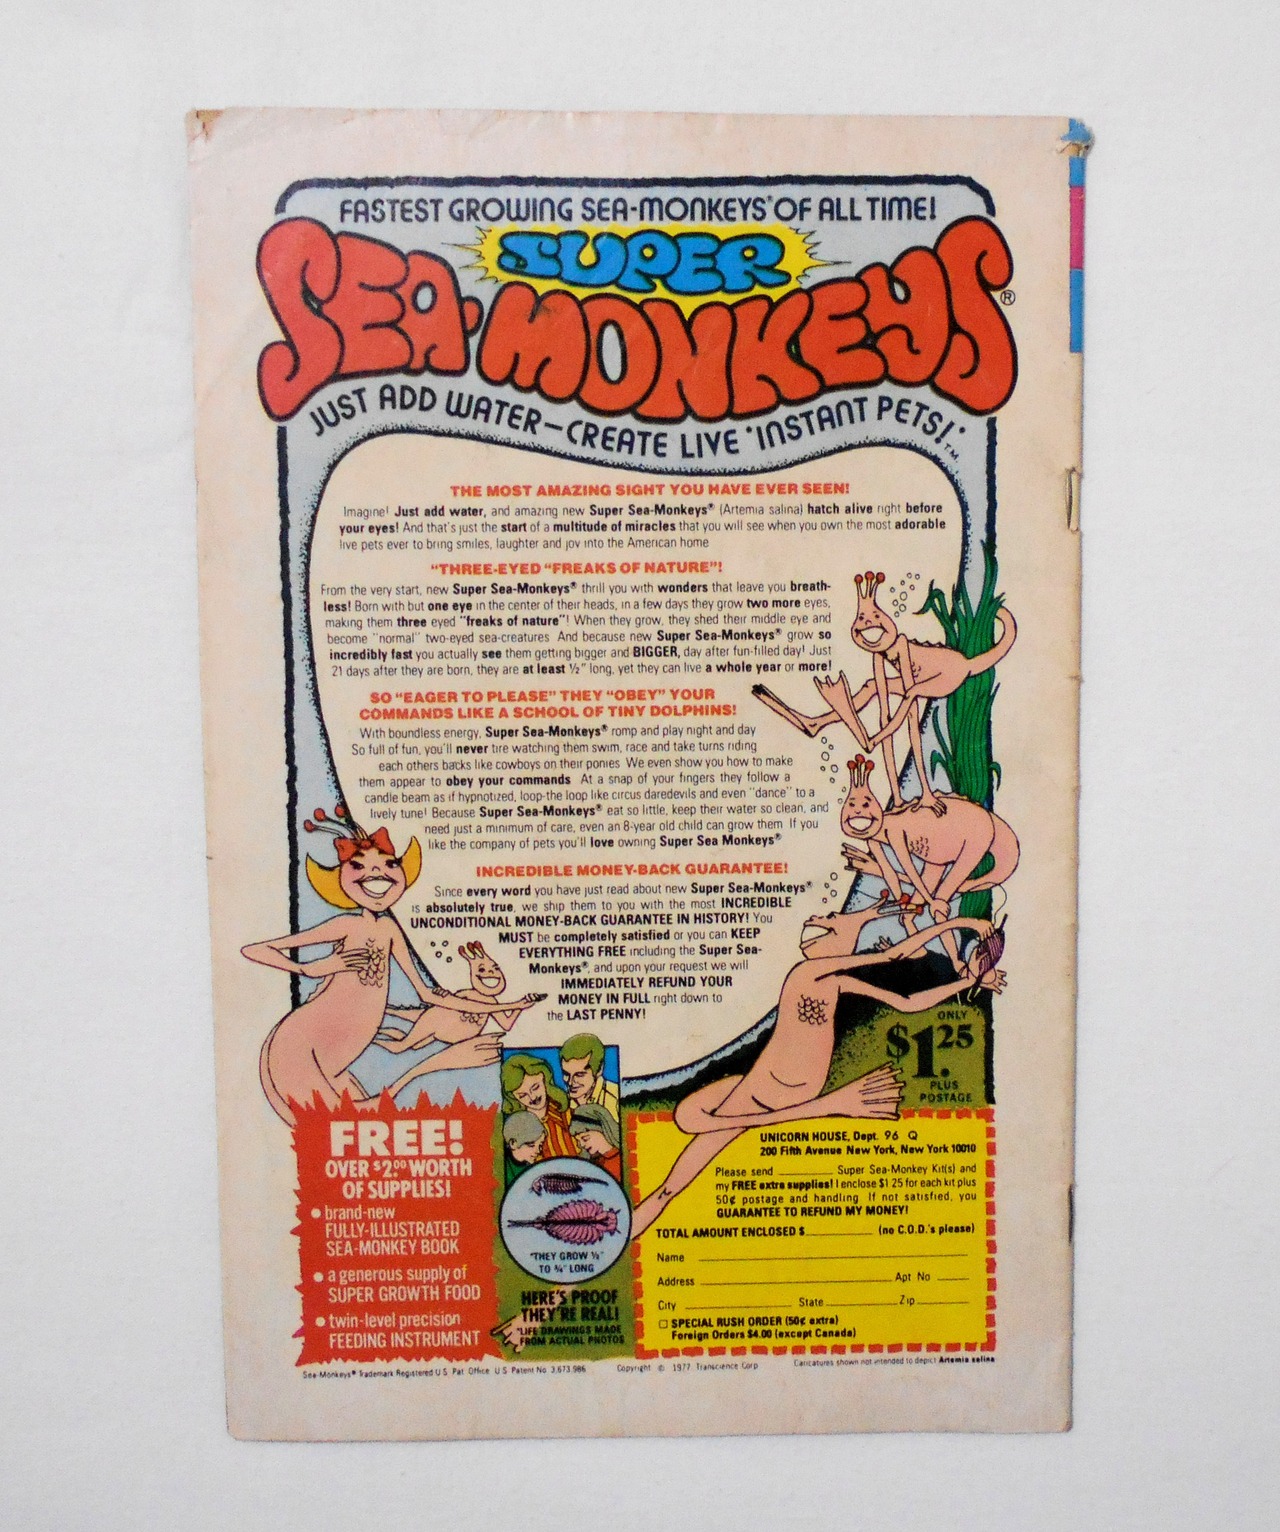 FASTEST GROWING SEA-MONKEYS® OF ALL TIME!
SUPER
SEA-MONKEYS®
JUST ADD WATER—CREATE LIVE "INSTANT PETS!"™
THE MOST AMAZING SIGHT YOU HAVE EVER SEEN!
Imagine! Just add water, and amazing new Super Sea-Monkeys® (Artemia salina) hatch alive right before
your eyes! And that's just the start of a multitude of miracles that you will see when you own the most adorable
live pets ever to bring smiles, laughter and joy into the American home
"THREE-EYED "FREAKS OF NATURE"!
From the very start, new Super Sea-Monkeys® thrill you with wonders that leave you breath-
less! Born with but one eye in the center of their heads, in a few days they grow two more eyes,
making them three eyed "freaks of nature"! When they grow, they shed their middle eye and
become "normal" two-eyed sea-creatures And because new Super Sea-Monkeys® grow so
incredibly fast you actually see them getting bigger and BIGGER, day after fun-filled day! Just
21 days after they are born, they are at least ½" long, yet they can live a whole year or more!
SO "EAGER TO PLEASE" THEY "OBEY" YOUR
COMMANDS LIKE A SCHOOL OF TINY DOLPHINS!
With boundless energy, Super Sea-Monkeys® romp and play night and day
So full of fun, you'll never tire watching them swim, race and take turns riding
each others backs like cowboys on their ponies We even show you how to make
them appear to obey your commands At a snap of your fingers they follow a
candle beam as if hypnotized, loop-the loop like circus daredevils and even "dance" to a
lively tune! Because Super Sea-Monkeys® eat so little, keep their water so clean, and
need just a minimum of care, even an 8-year old child can grow them If you
like the company of pets you'll love owning Super Sea Monkeys®
INCREDIBLE MONEY-BACK GUARANTEE!
Since every word you have just read about new Super Sea-Monkeys®
is absolutely true, we ship them to you with the most INCREDIBLE
UNCONDITIONAL MONEY-BACK GUARANTEE IN HISTORY! You
MUST be completely satisfied or you can KEEP
EVERYTHING FREE including the Super Sea-
Monkeys®, and upon your request we will
IMMEDIATELY REFUND YOUR
MONEY IN FULL right down to
the LAST PENNY!
ONLY
$1.25
PLUS
POSTAGE
FREE!
OVER $2.00 WORTH
OF SUPPLIES!
• brand-new
FULLY-ILLUSTRATED
SEA-MONKEY BOOK
• a generous supply of
SUPER GROWTH FOOD
• twin-level precision
FEEDING INSTRUMENT
"THEY GROW ½"
TO ¾" LONG
HERE'S PROOF
THEY'RE REAL!
"LIFE DRAWINGS MADE
FROM ACTUAL PHOTOS
UNICORN HOUSE, Dept. 96 Q
200 Fifth Avenue New York, New York 10010
Please send ________ Super Sea-Monkey Kit(s) and
my FREE extra supplies! I enclose $1 25 for each kit plus
50¢ postage and handling If not satisfied, you
GUARANTEE TO REFUND MY MONEY!
TOTAL AMOUNT ENCLOSED $________ (no C.O.D.'s please)
Name ________
Address ________ Apt No ____
City ________ State ________ Zip ________
□ SPECIAL RUSH ORDER (50¢ extra)
Foreign Orders $4.00 (except Canada)
Sea-Monkeys® Trademark Registered U S Pat Office U S Patent No 3,673,986 Copyright © 1977 Transcience Corp Caricatures shown not intended to depict Artemia salina